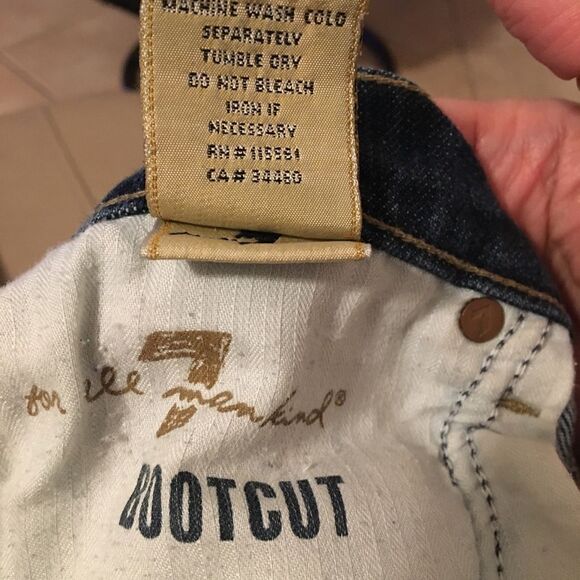 MACHINE WASH COLD
SEPARATELY
TUMBLE DRY
DO NOT BLEACH
IRON IF
NECESSARY
RN# 115561
CA# 34460
7
for all mankind®
BOOTCUT